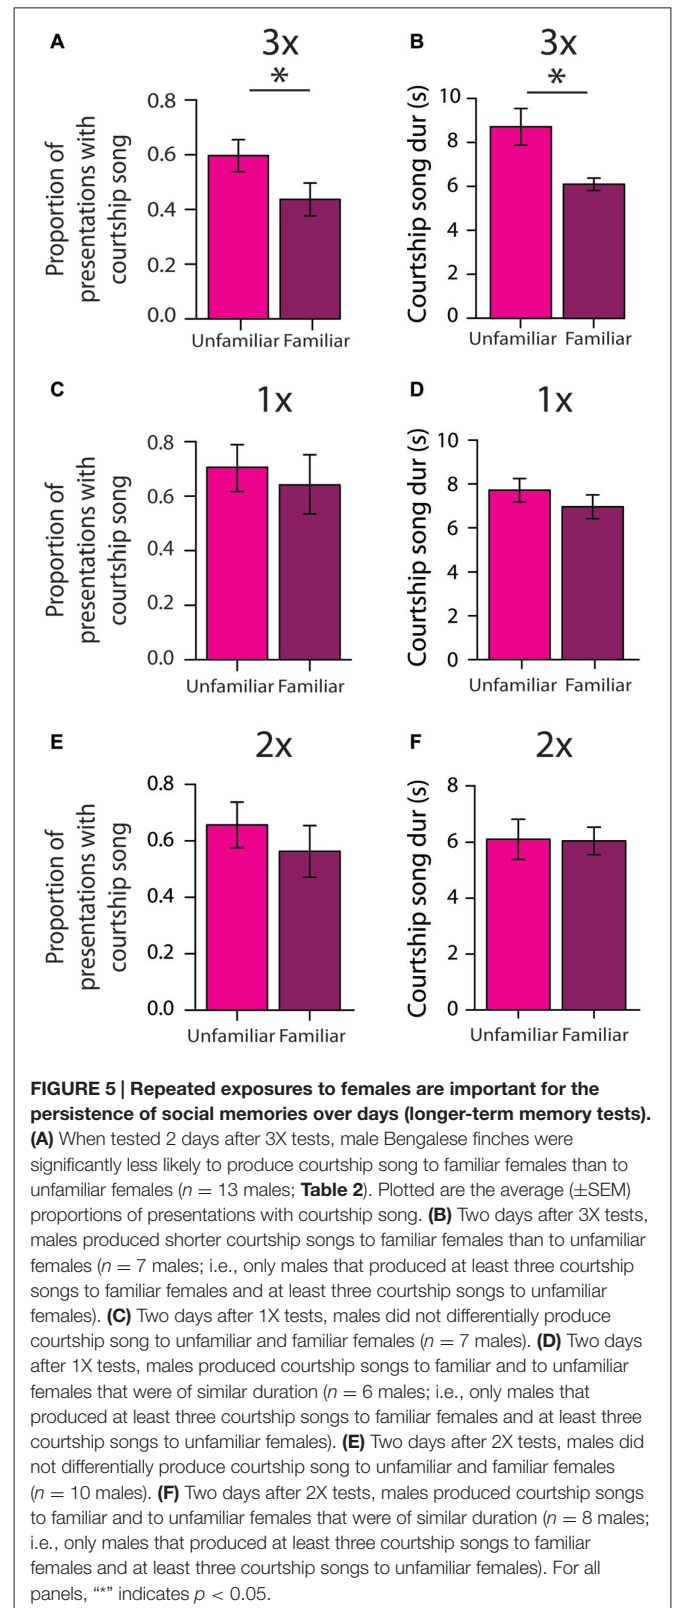 A
3x
*
Proportion of
presentations with
courtship song
0.8
0.6
0.4
0.2
0.0
Unfamiliar Familiar
B
3x
*
Courtship song dur (s)
10
8
6
4
2
0
Unfamiliar Familiar
C
1x
Proportion of
presentations with
courtship song
0.8
0.6
0.4
0.2
0.0
Unfamiliar Familiar
D
1x
Courtship song dur (s)
10
8
6
4
2
0
Unfamiliar Familiar
E
2x
Proportion of
presentations with
courtship song
0.8
0.6
0.4
0.2
0.0
Unfamiliar Familiar
F
2x
Courtship song dur (s)
8
6
4
2
0
Unfamiliar Familiar
FIGURE 5 | Repeated exposures to females are important for the
persistence of social memories over days (longer-term memory tests).
(A) When tested 2 days after 3X tests, male Bengalese finches were
significantly less likely to produce courtship song to familiar females than to
unfamiliar females (n = 13 males; Table 2). Plotted are the average (±SEM)
proportions of presentations with courtship song. (B) Two days after 3X tests,
males produced shorter courtship songs to familiar females than to unfamiliar
females (n = 7 males; i.e., only males that produced at least three courtship
songs to familiar females and at least three courtship songs to unfamiliar
females). (C) Two days after 1X tests, males did not differentially produce
courtship song to unfamiliar and familiar females (n = 7 males). (D) Two days
after 1X tests, males produced courtship songs to familiar and to unfamiliar
females that were of similar duration (n = 6 males; i.e., only males that
produced at least three courtship songs to familiar females and at least three
courtship songs to unfamiliar females). (E) Two days after 2X tests, males did
not differentially produce courtship song to unfamiliar and familiar females
(n = 10 males). (F) Two days after 2X tests, males produced courtship songs
to familiar and to unfamiliar females that were of similar duration (n = 8 males;
i.e., only males that produced at least three courtship songs to familiar
females and at least three courtship songs to unfamiliar females). For all
panels, “*” indicates p < 0.05.